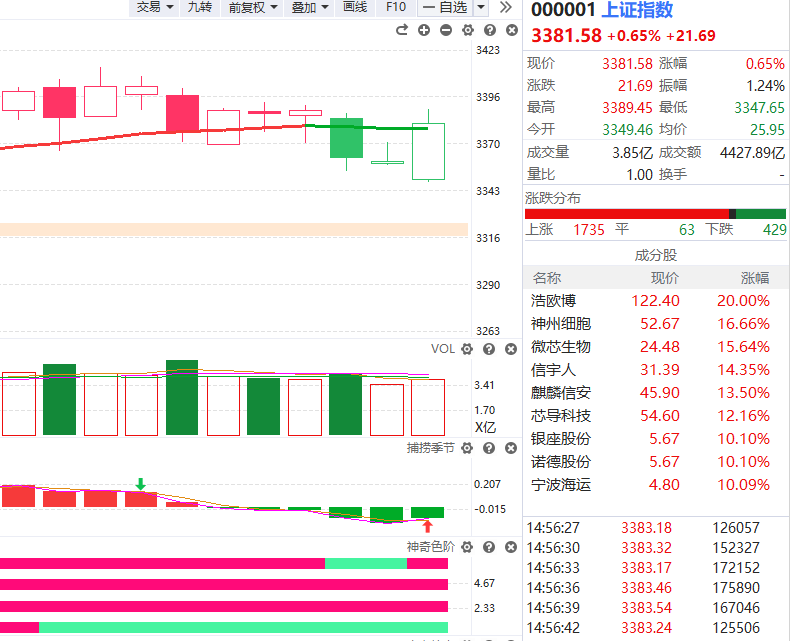 交易 九转 前复权 叠加 画线 F10 一自选
3423
3396
3370
3343
3316
3290
3263
VOL
3.41
1.70
X亿
捕捞季节
0.207
-0.015
神奇色阶
4.67
2.33
000001 上证指数
3381.58 +0.65% +21.69
现价 3381.58 涨幅 0.65%
涨跌 21.69 振幅 1.24%
最高 3389.45 最低 3347.65
今开 3349.46 均价 25.95
成交量 3.85亿 成交额 4427.89亿
量比 1.00 换手 -
涨跌分布
上涨 1735 平 63 下跌 429
成分股
名称 现价 涨幅
浩欧博 122.40 20.00%
神州细胞 52.67 16.66%
微芯生物 24.48 15.64%
信宇人 31.39 14.35%
麒麟信安 45.90 13.50%
芯导科技 54.60 12.16%
银座股份 5.67 10.10%
诺德股份 5.67 10.10%
宁波海运 4.80 10.09%
14:56:27 3383.18 126057
14:56:30 3383.32 152327
14:56:33 3383.17 172152
14:56:36 3383.46 175890
14:56:39 3383.54 167046
14:56:42 3383.24 125506